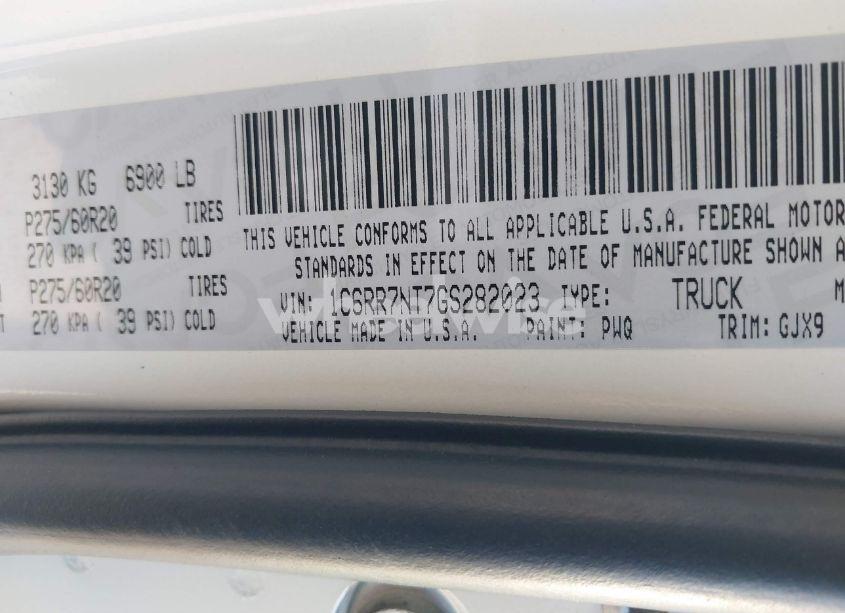 3130 KG 6900 LB
P275/60R20 TIRES
270 KPA ( 39 PSI) COLD
P275/60R20 TIRES
270 KPA ( 39 PSI) COLD
THIS VEHICLE CONFORMS TO ALL APPLICABLE U.S.A. FEDERAL MOTOR
STANDARDS IN EFFECT ON THE DATE OF MANUFACTURE SHOWN A
VIN: 1C6RR7NT7GS282023 TYPE: TRUCK M
VEHICLE MADE IN U.S.A. PAINT: PWQ TRIM: GJX9